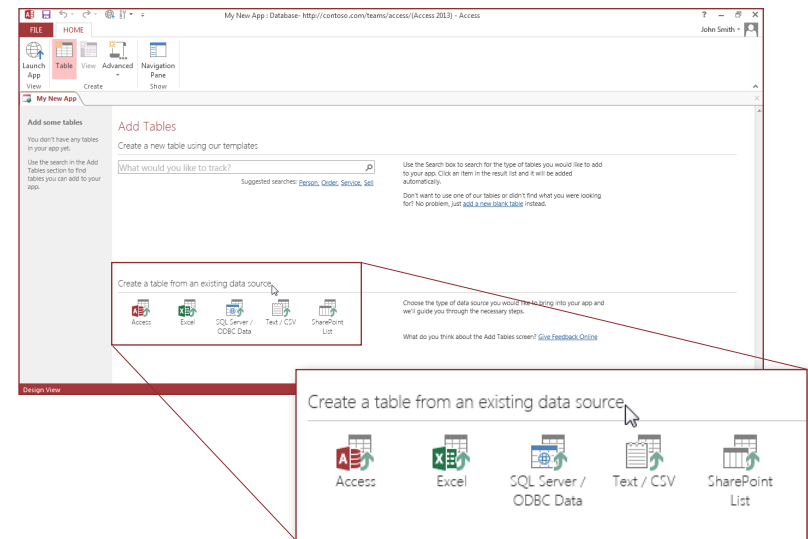 My New App : Database- http://contoso.com/teams/access/(Access 2013) - Access
FILE HOME
John Smith
Launch App
Table
View
Advanced
Navigation Pane
View
Create
Show
My New App
Add some tables
You don't have any tables
in your app yet.
Use the search in the Add
Tables section to find
tables you can add to your
app.
Add Tables
Create a new table using our templates
What would you like to track?
Suggested searches: Person, Order, Service, Sell
Use the Search box to search for the type of tables you would like to add
to your app. Click an item in the result list and it will be added
automatically.
Don't want to use one of our tables or didn't find what you were looking
for? No problem, just add a new blank table instead.
Create a table from an existing data source
Access
Excel
SQL Server /
ODBC Data
Text / CSV
SharePoint
List
Choose the type of data source you would like to bring into your app and
we'll guide you through the necessary steps.
What do you think about the Add Tables screen? Give Feedback Online
Design View
Create a table from an existing data source
Access
Excel
SQL Server /
ODBC Data
Text / CSV
SharePoint
List